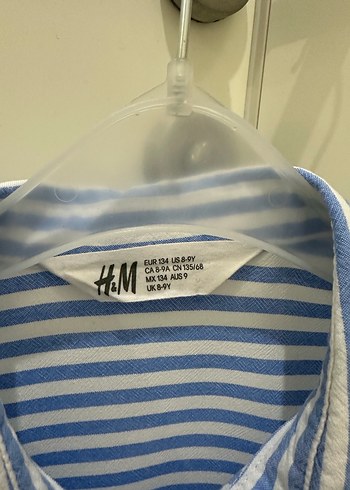 H&M
EUR 134 US 8-9Y
CA 8-9A CN 135/68
MX 134 AUS 9
UK 8-9Y